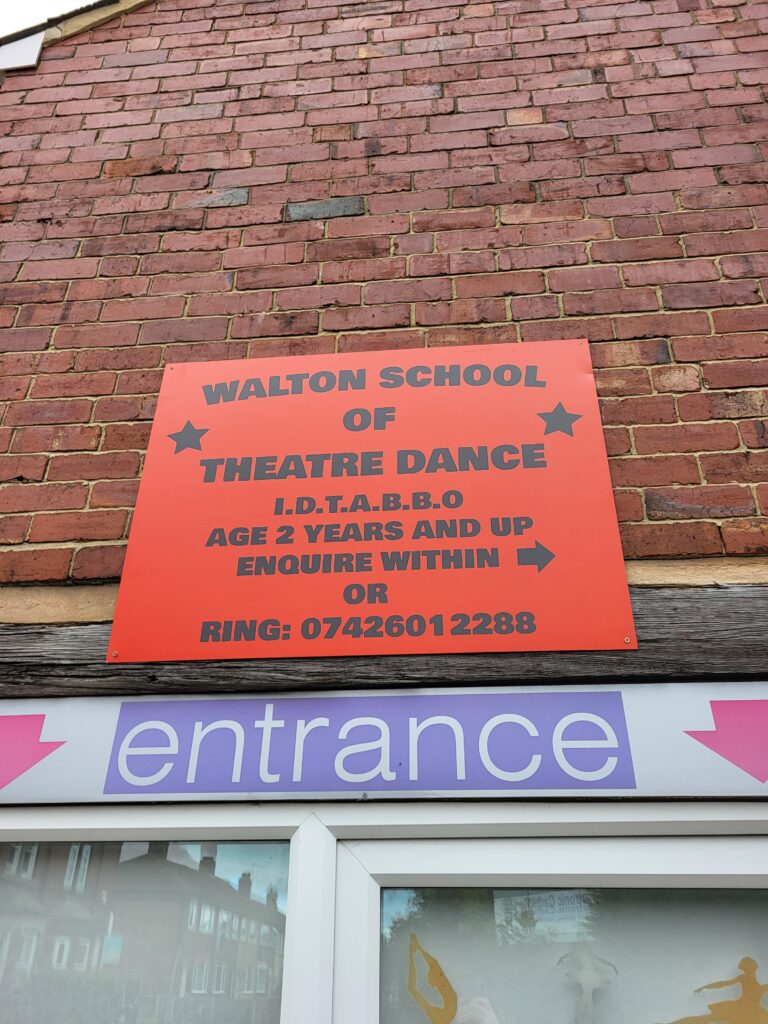 WALTON SCHOOL
OF
THEATRE DANCE
I.D.T.A.B.B.O
AGE 2 YEARS AND UP
ENQUIRE WITHIN
OR
RING: 07426012288
entrance